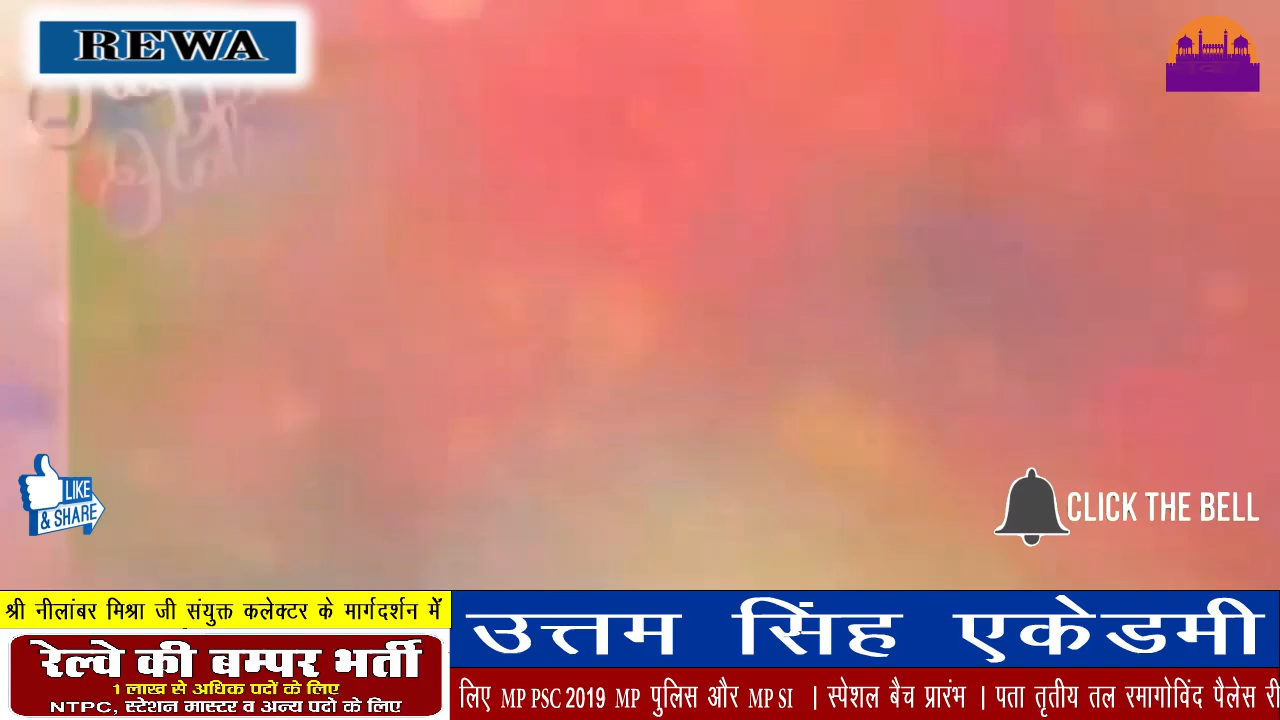 REWA
LIKE
& SHARE
CLICK THE BELL
श्री नीलांबर मिश्रा जी संयुक्त कलेक्टर के मार्गदर्शन में
रेल्वे की बम्पर भर्ती
1 लाख से अधिक पदों के लिए
NTPC, स्टेशन मास्टर व अन्य पदो के लिए
उत्तम सिंह एकेडमी
लिए MP PSC 2019 MP पुलिस और MP SI । स्पेशल बैच प्रारंभ । पता तृतीय तल रमागोविंद पैलेस री